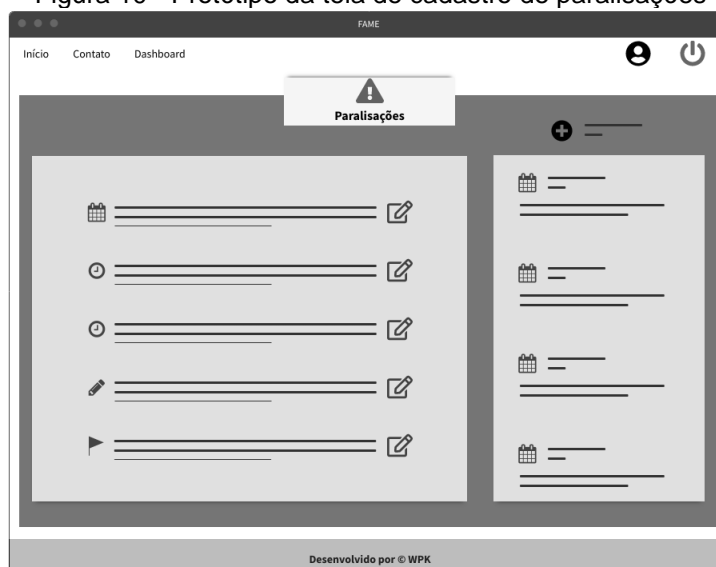 Figura 10 - Protótipo da tela de cadastro de paralisações
FAME
Início Contato Dashboard
Paralisações
Desenvolvido por © WPK